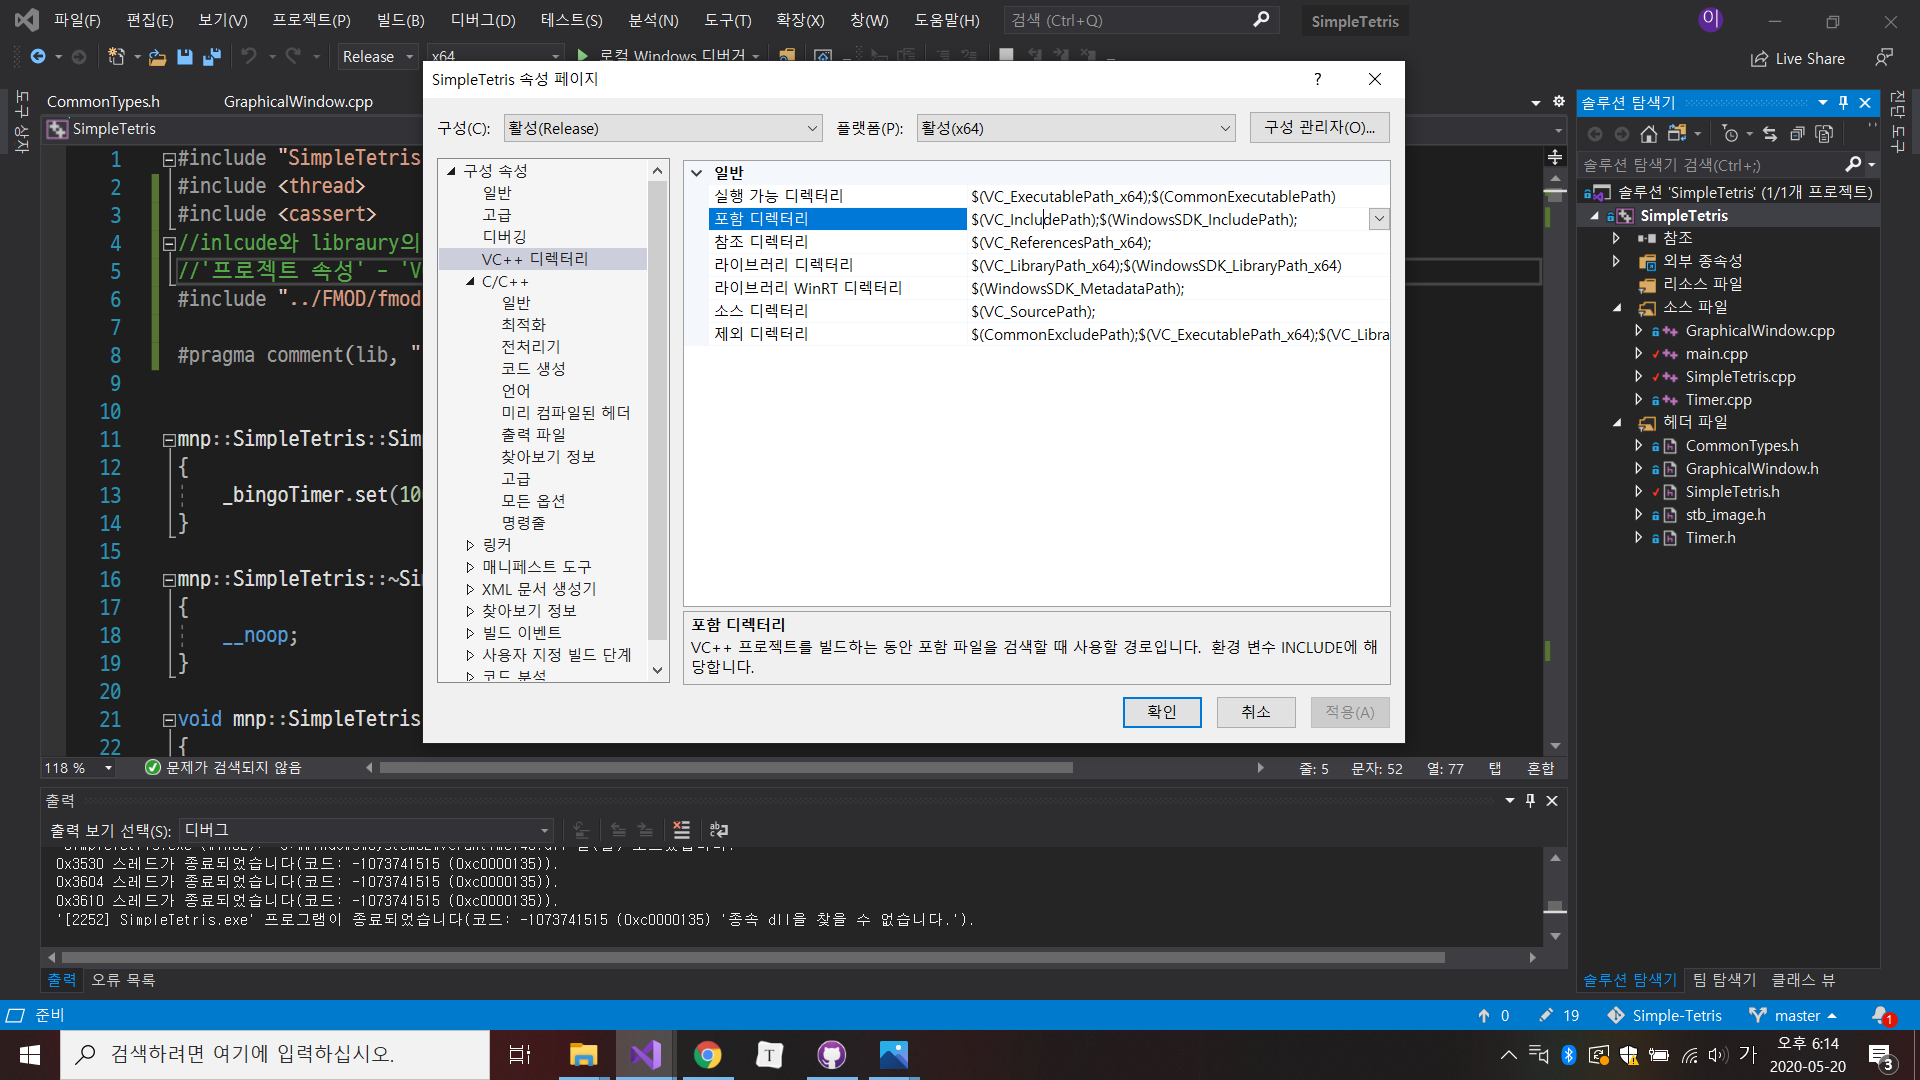 파일(F) 편집(E) 보기(V) 프로젝트(P) 빌드(B) 디버그(D) 테스트(S) 분석(N) 도구(T) 확장(X) 창(W) 도움말(H) 검색 (Ctrl+Q) SimpleTetris 이
Release x64 로컬 Windows 디버거 Live Share
도구 상자
CommonTypes.h GraphicalWindow.cpp
SimpleTetris
1 #include "SimpleTetris
2 #include <thread>
3 #include <cassert>
4 //inlcude와 libraury의
5 //'프로젝트 속성' - 'V
6 #include "../FMOD/fmod
7
8 #pragma comment(lib, "
9
10
11 mnp::SimpleTetris::Sim
12 {
13 _bingoTimer.set(10
14 }
15
16 mnp::SimpleTetris::~Si
17 {
18 __noop;
19 }
20
21 void mnp::SimpleTetris
22 {
118 % 문제가 검색되지 않음 줄: 5 문자: 52 열: 77 탭 혼합
SimpleTetris 속성 페이지 ?
구성(C): 활성(Release) 플랫폼(P): 활성(x64) 구성 관리자(O)...
구성 속성
일반
고급
디버깅
VC++ 디렉터리
C/C++
일반
최적화
전처리기
코드 생성
언어
미리 컴파일된 헤더
출력 파일
찾아보기 정보
고급
모든 옵션
명령줄
링커
매니페스트 도구
XML 문서 생성기
찾아보기 정보
빌드 이벤트
사용자 지정 빌드 단계
코드 분석
일반
실행 가능 디렉터리 $(VC_ExecutablePath_x64);$(CommonExecutablePath)
포함 디렉터리 $(VC_IncludePath);$(WindowsSDK_IncludePath);
참조 디렉터리 $(VC_ReferencesPath_x64);
라이브러리 디렉터리 $(VC_LibraryPath_x64);$(WindowsSDK_LibraryPath_x64)
라이브러리 WinRT 디렉터리 $(WindowsSDK_MetadataPath);
소스 디렉터리 $(VC_SourcePath);
제외 디렉터리 $(CommonExcludePath);$(VC_ExecutablePath_x64);$(VC_Libra
포함 디렉터리
VC++ 프로젝트를 빌드하는 동안 포함 파일을 검색할 때 사용할 경로입니다. 환경 변수 INCLUDE에 해
당합니다.
확인 취소 적용(A)
솔루션 탐색기
솔루션 탐색기 검색(Ctrl+;)
솔루션 'SimpleTetris' (1/1개 프로젝트)
SimpleTetris
참조
외부 종속성
리소스 파일
소스 파일
GraphicalWindow.cpp
main.cpp
SimpleTetris.cpp
Timer.cpp
헤더 파일
CommonTypes.h
GraphicalWindow.h
SimpleTetris.h
stb_image.h
Timer.h
솔루션 탐색기 팀 탐색기 클래스 뷰
진단 도구
출력
출력 보기 선택(S): 디버그
0x3530 스레드가 종료되었습니다(코드: -1073741515 (0xc0000135)).
0x3604 스레드가 종료되었습니다(코드: -1073741515 (0xc0000135)).
0x3610 스레드가 종료되었습니다(코드: -1073741515 (0xc0000135)).
'[2252] SimpleTetris.exe' 프로그램이 종료되었습니다(코드: -1073741515 (0xc0000135) '종속 dll을 찾을 수 없습니다.').
출력 오류 목록
준비 0 19 Simple-Tetris master 1
검색하려면 여기에 입력하십시오. T 가 오후 6:14
2020-05-20 3